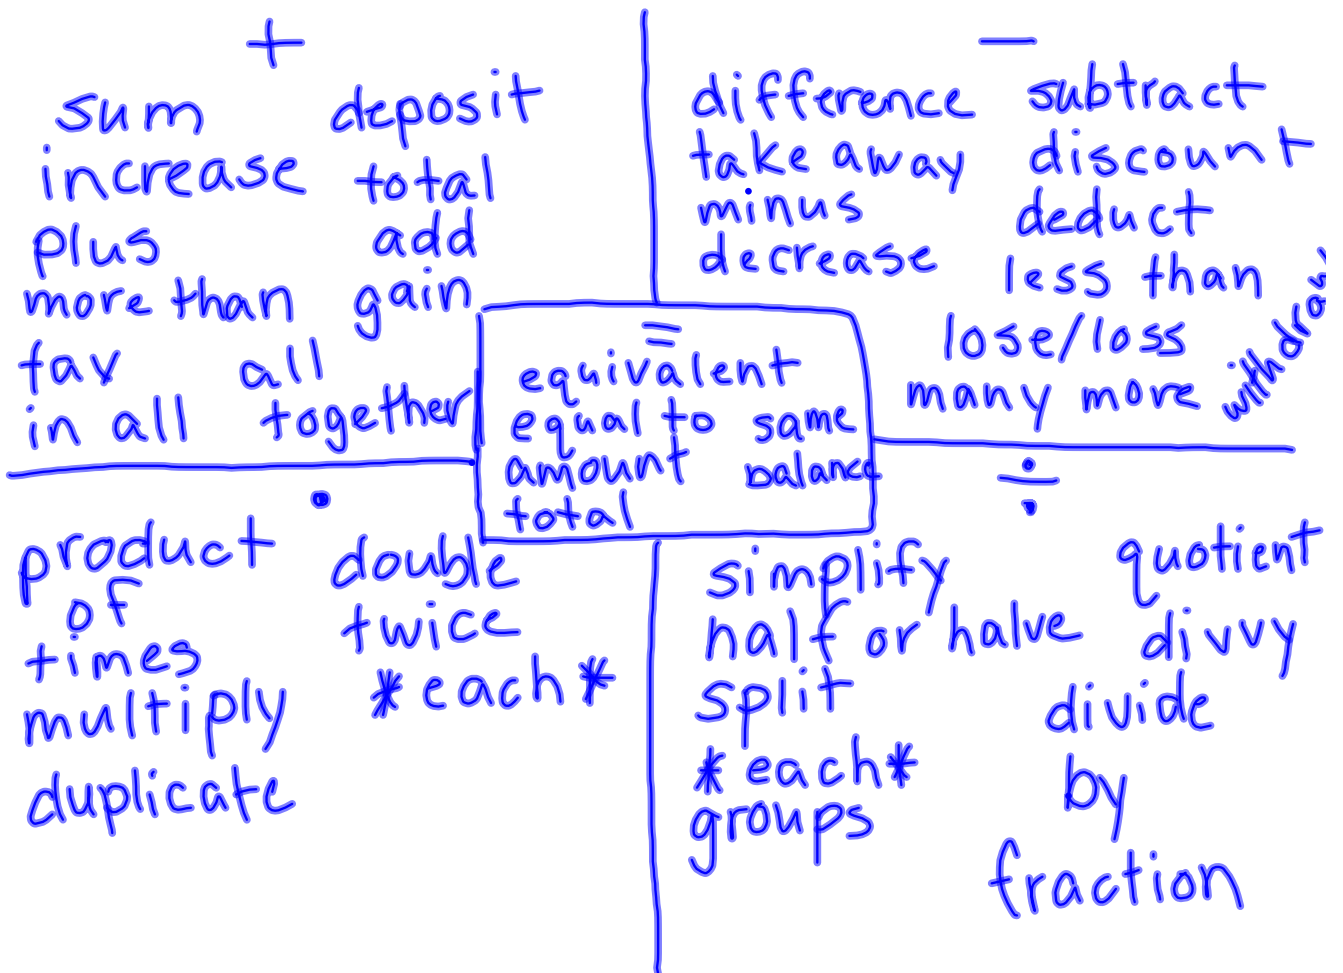 +
sum deposit
increase total
plus add
more than gain
tax all
in all together
−
difference subtract
take away discount
minus deduct
decrease less than
lose/loss
many more withdraw
=
equivalent
equal to same
amount balance
total
•
product double
of twice
times *each*
multiply
duplicate
÷
simplify quotient
half or halve divvy
split divide
*each* by
groups fraction